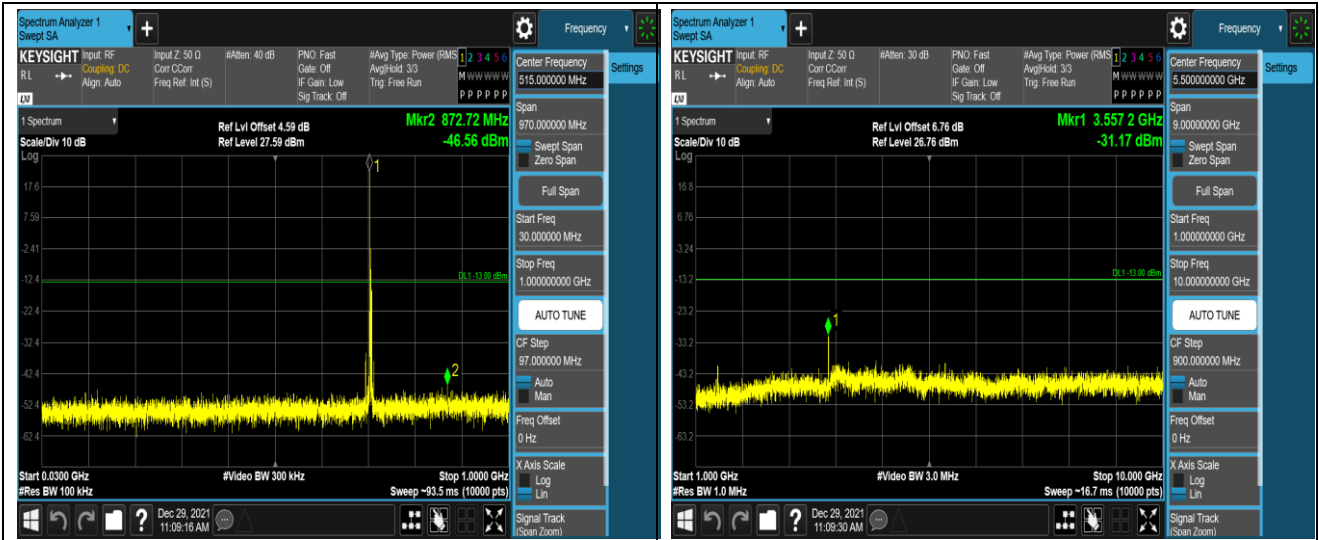 Spectrum Analyzer 1
Swept SA
+
Frequency
KEYSIGHT
Input: RF
Input Z: 50 Ω
#Atten: 40 dB
PNO: Fast
#Avg Type: Power (RMS
1 2 3 4 5 6
RL
Coupling: DC
Corr CCorr
Gate: Off
Avg|Hold: 3/3
M W W W W W
Align: Auto
Freq Ref: Int (S)
IF Gain: Low
Trig: Free Run
Sig Track: Off
P P P P P P
LXI
Center Frequency
515.000000 MHz
Settings
1 Spectrum
Ref Lvl Offset 4.59 dB
Mkr2 872.72 MHz
Scale/Div 10 dB
Ref Level 27.59 dBm
-46.56 dBm
Log
17.6
7.59
-2.41
-12.4
-22.4
-32.4
-42.4
-52.4
-62.4
1
DL1 -13.00 dBm
2
Start 0.0300 GHz
#Video BW 300 kHz
Stop 1.0000 GHz
#Res BW 100 kHz
Sweep ~93.5 ms (10000 pts)
Span
970.000000 MHz
Swept Span
Zero Span
Full Span
Start Freq
30.000000 MHz
Stop Freq
1.000000000 GHz
AUTO TUNE
CF Step
97.000000 MHz
Auto
Man
Freq Offset
0 Hz
X Axis Scale
Log
Lin
Signal Track
(Span Zoom)
?
Dec 29, 2021
11:09:16 AM
Spectrum Analyzer 1
Swept SA
+
Frequency
KEYSIGHT
Input: RF
Input Z: 50 Ω
#Atten: 30 dB
PNO: Fast
#Avg Type: Power (RMS
1 2 3 4 5 6
RL
Coupling: DC
Corr CCorr
Gate: Off
Avg|Hold: 3/3
M W W W W W
Align: Auto
Freq Ref: Int (S)
IF Gain: Low
Trig: Free Run
Sig Track: Off
P P P P P P
LXI
Center Frequency
5.500000000 GHz
Settings
1 Spectrum
Ref Lvl Offset 6.76 dB
Mkr1 3.557 2 GHz
Scale/Div 10 dB
Ref Level 26.76 dBm
-31.17 dBm
Log
16.8
6.76
-3.24
-13.2
-23.2
-33.2
-43.2
-53.2
-63.2
DL1 -13.00 dBm
1
Start 1.000 GHz
#Video BW 3.0 MHz
Stop 10.000 GHz
#Res BW 1.0 MHz
Sweep ~16.7 ms (10000 pts)
Span
9.00000000 GHz
Swept Span
Zero Span
Full Span
Start Freq
1.000000000 GHz
Stop Freq
10.000000000 GHz
AUTO TUNE
CF Step
900.000000 MHz
Auto
Man
Freq Offset
0 Hz
X Axis Scale
Log
Lin
Signal Track
(Span Zoom)
?
Dec 29, 2021
11:09:30 AM